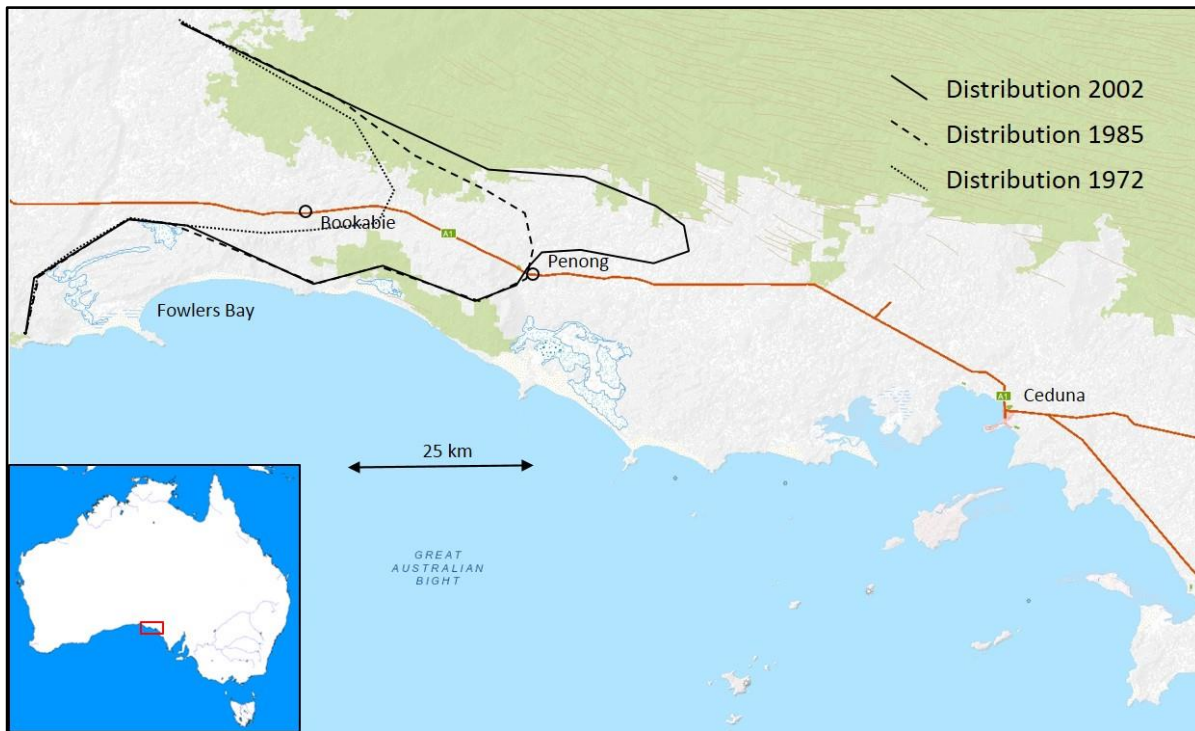 Distribution 2002
Distribution 1985
Distribution 1972
Bookabie
A1
Penong
Fowlers Bay
A1
Ceduna
25 km
GREAT
AUSTRALIAN
BIGHT